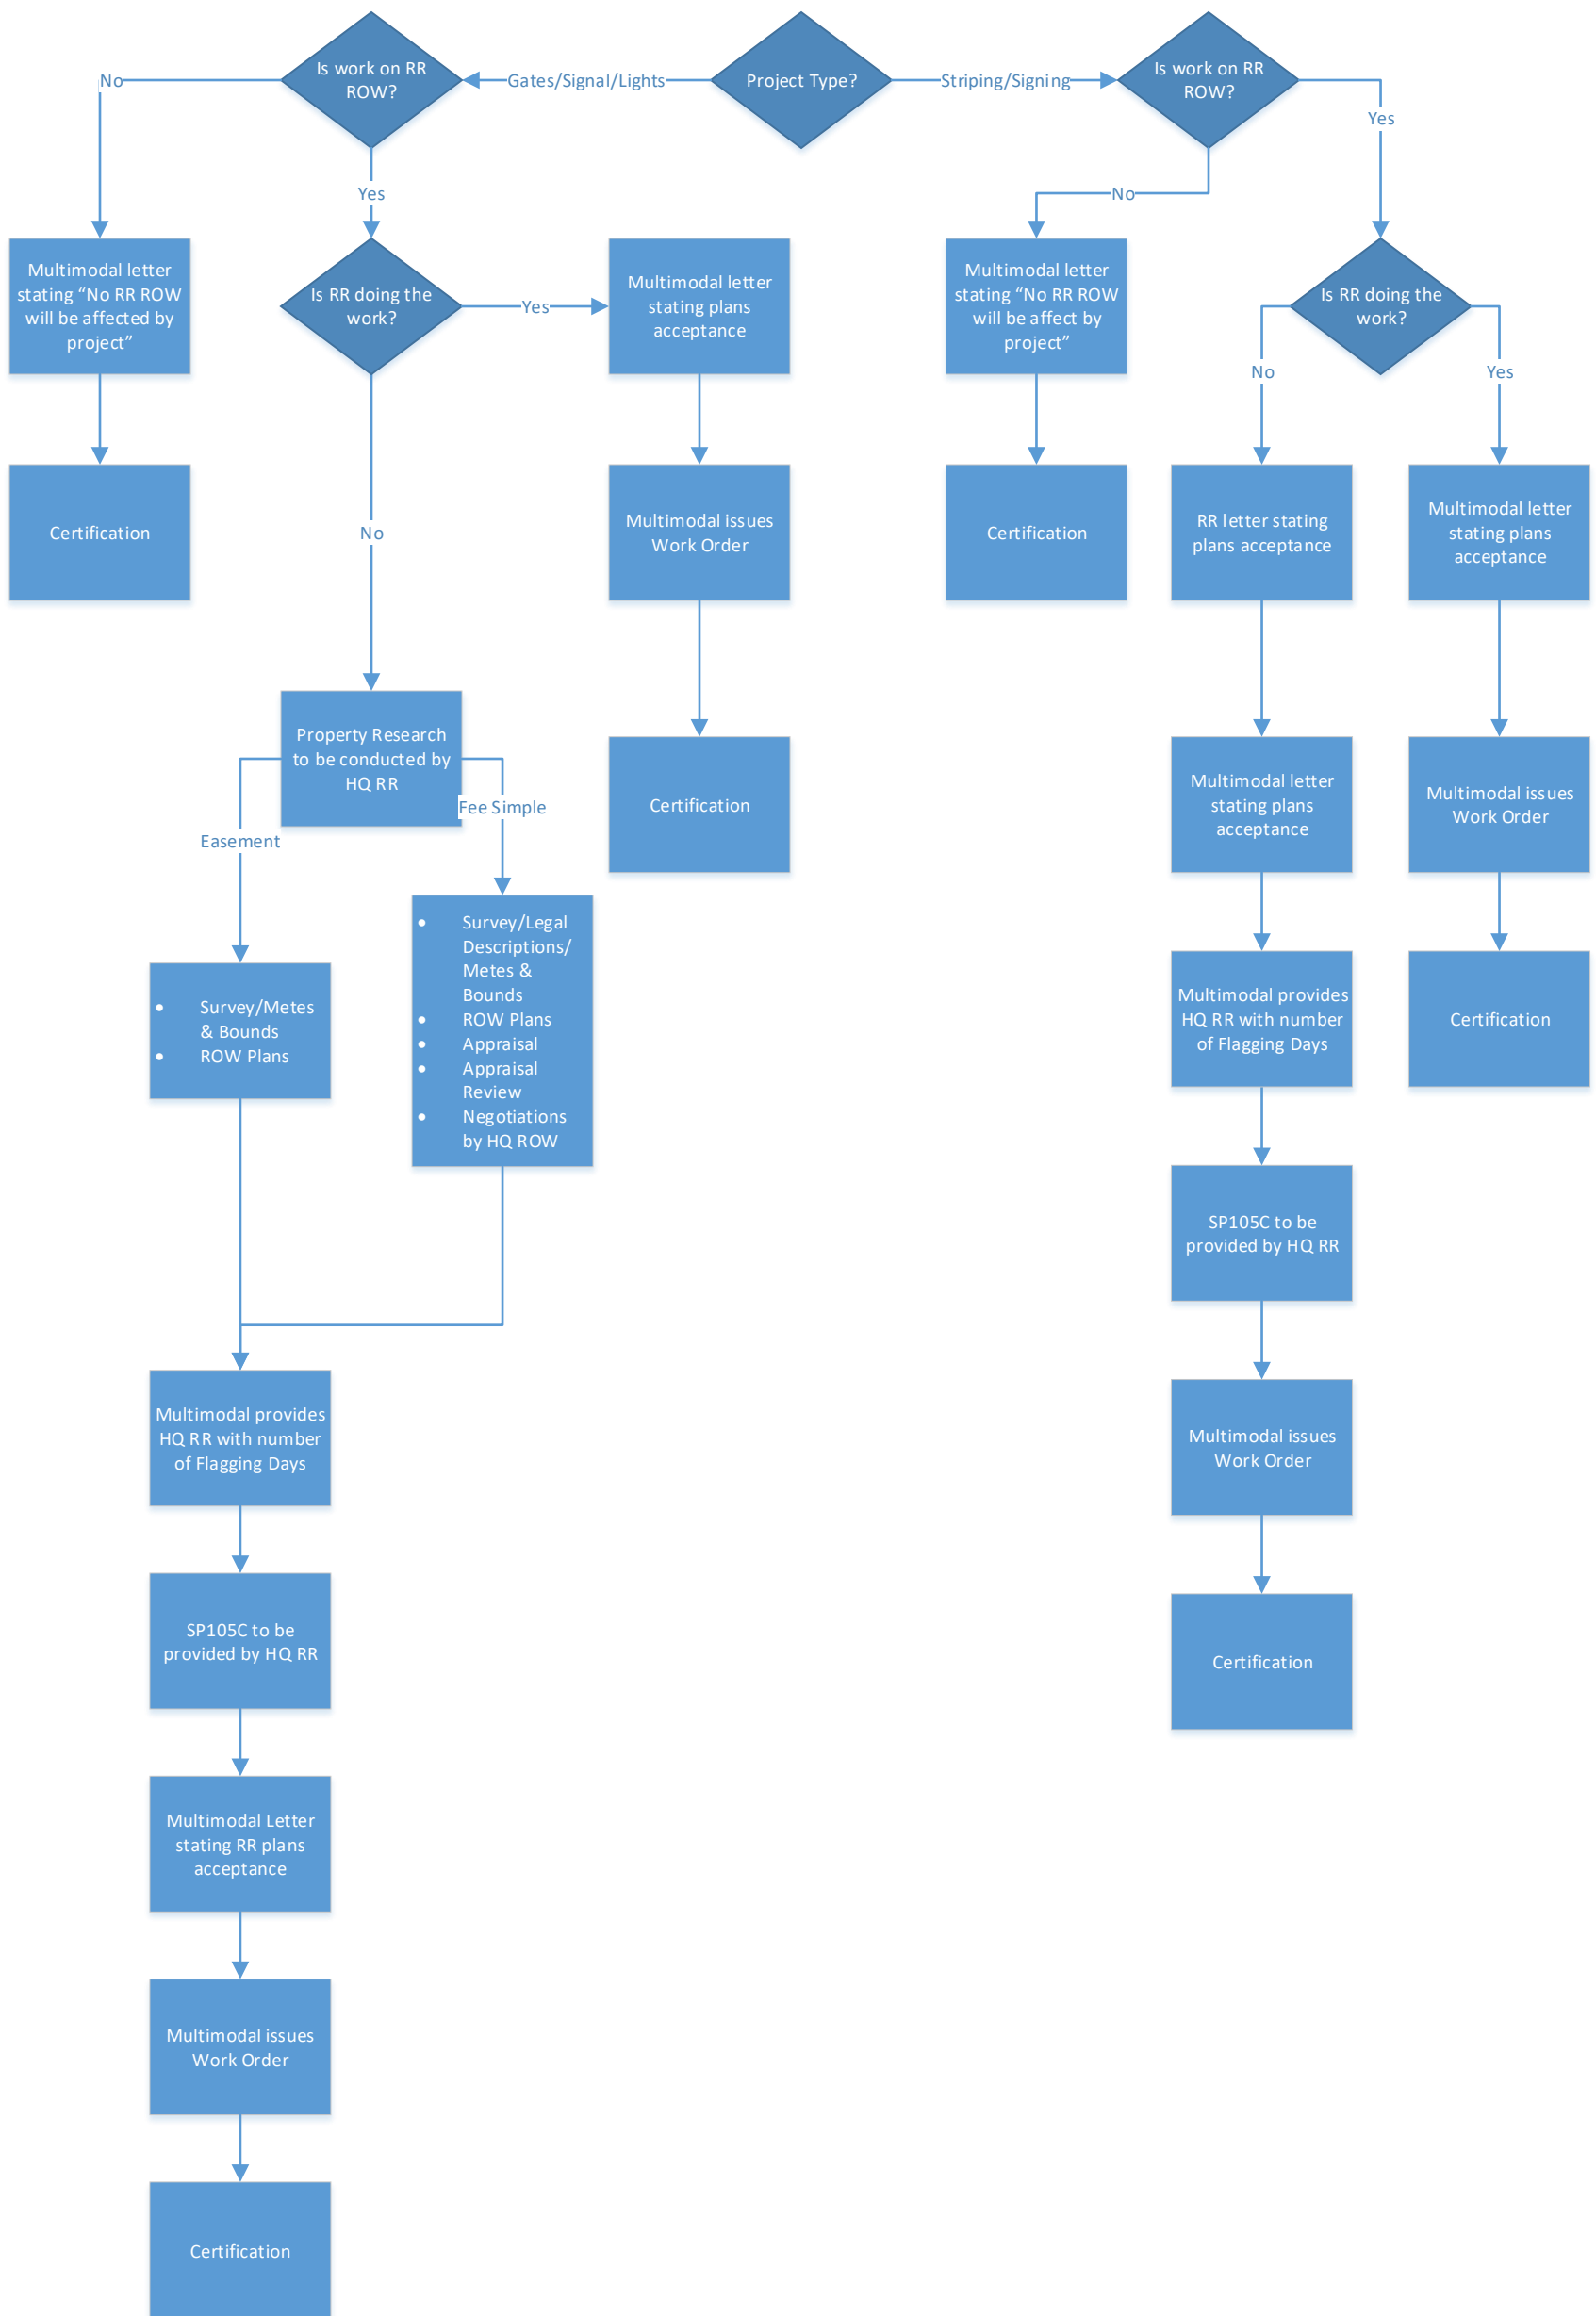 Project Type?
Gates/Signal/Lights
Striping/Signing
Is work on RR
ROW?
No
Yes
Multimodal letter
stating “No RR ROW
will be affected by
project”
Certification
Is RR doing the
work?
Yes
No
Multimodal letter
stating plans
acceptance
Multimodal issues
Work Order
Certification
Property Research
to be conducted by
HQ RR
Easement
Fee Simple
• Survey/Metes
& Bounds
• ROW Plans
• Survey/Legal
Descriptions/
Metes &
Bounds
• ROW Plans
• Appraisal
• Appraisal
Review
• Negotiations
by HQ ROW
Multimodal provides
HQ RR with number
of Flagging Days
SP105C to be
provided by HQ RR
Multimodal Letter
stating RR plans
acceptance
Multimodal issues
Work Order
Certification
Is work on RR
ROW?
No
Yes
Multimodal letter
stating “No RR ROW
will be affect by
project”
Certification
Is RR doing the
work?
No
Yes
RR letter stating
plans acceptance
Multimodal letter
stating plans
acceptance
Multimodal provides
HQ RR with number
of Flagging Days
SP105C to be
provided by HQ RR
Multimodal issues
Work Order
Certification
Multimodal letter
stating plans
acceptance
Multimodal issues
Work Order
Certification